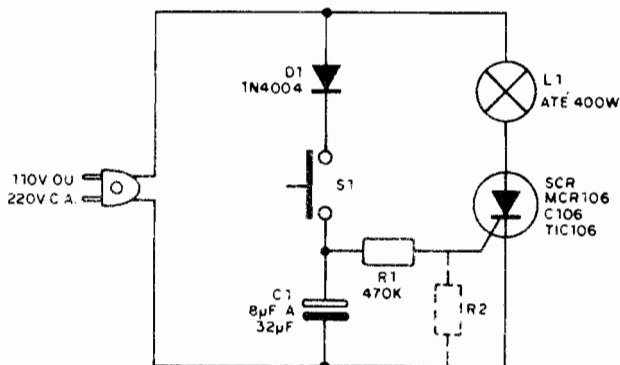 D1
1N4004
L1
ATÉ 400W
110V OU
220V C.A.
S1
SCR
MCR106
C106
TIC106
R1
470K
C1
8µF A
32µF
R2